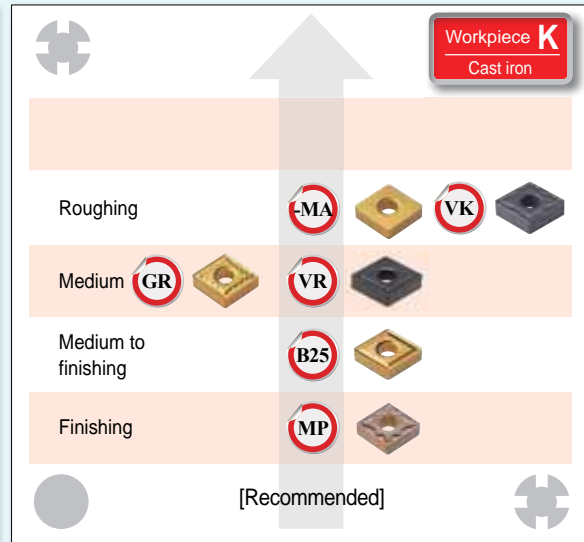 Workpiece K
Cast iron
Roughing -MA VK
Medium GR VR
Medium to
finishing
B25
Finishing MP
[Recommended]